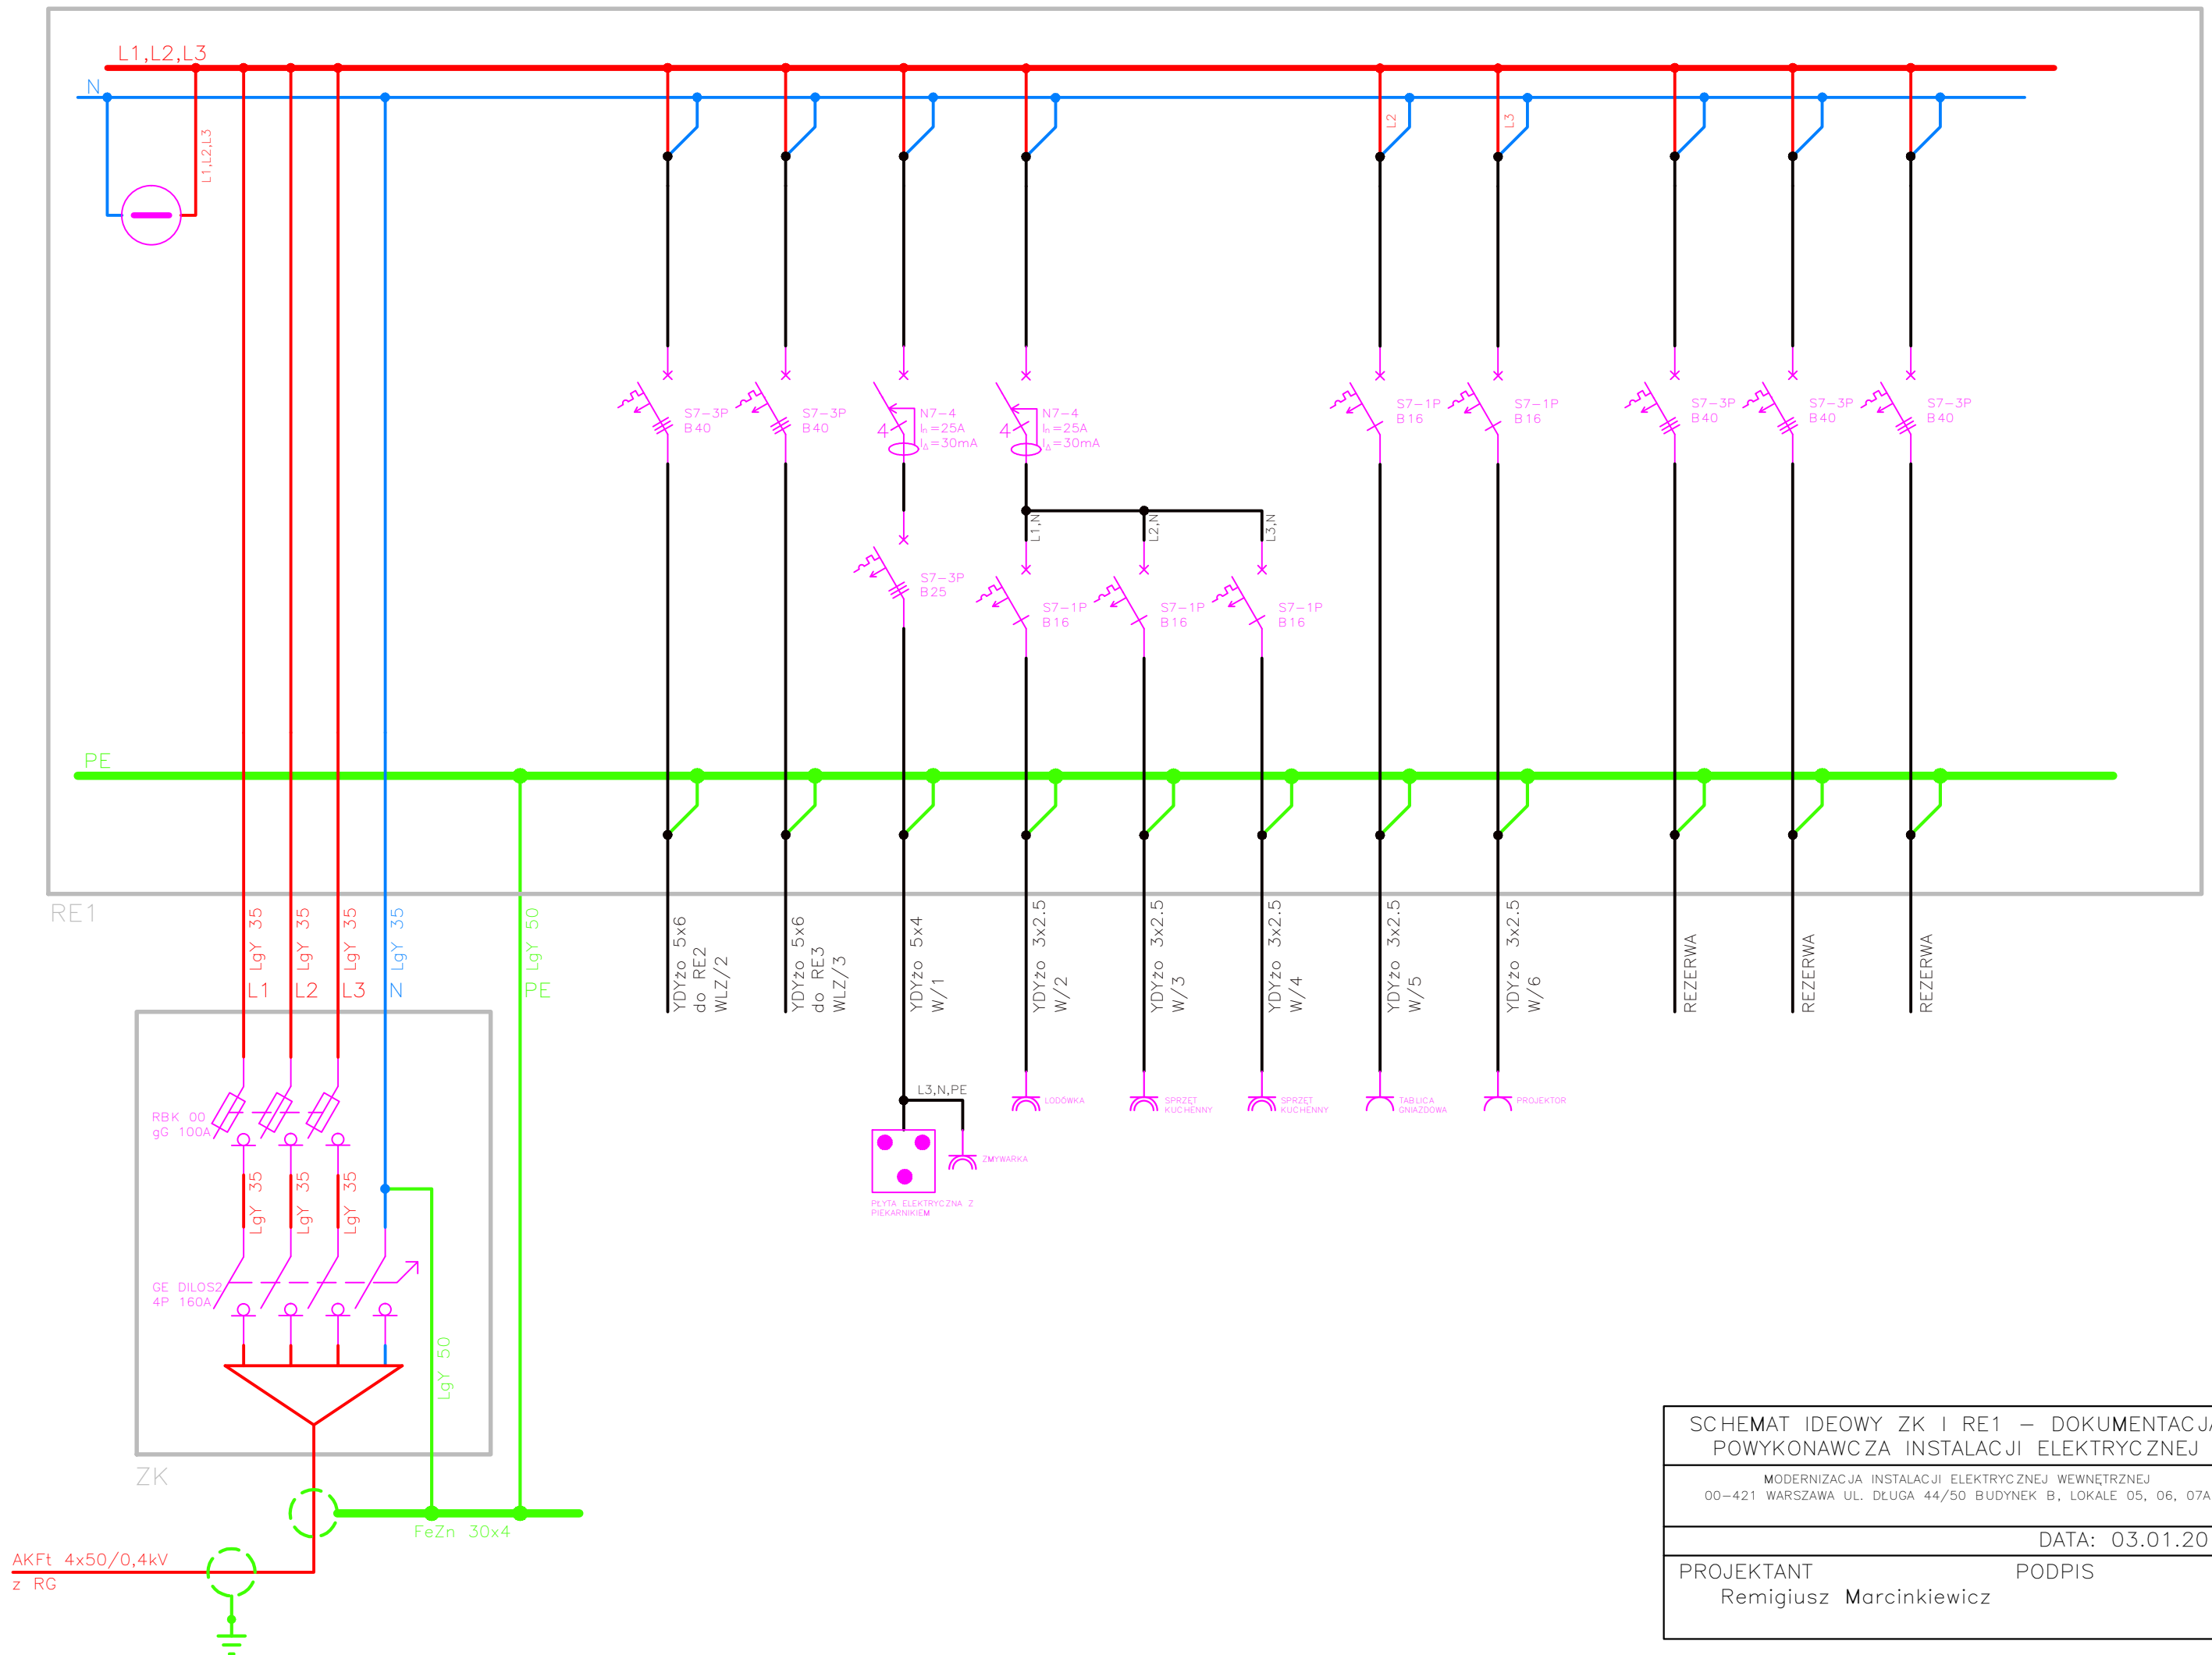 L1,L2,L3
N
L1,L2,L3
L2
L3
S7-3P
B40
S7-3P
B40
N7-4
4
In=25A
I△=30mA
N7-4
4
In=25A
I△=30mA
S7-1P
B16
S7-1P
B16
S7-3P
B40
S7-3P
B40
S7-3P
B40
L1,N
L2,N
L3,N
S7-3P
B25
S7-1P
B16
S7-1P
B16
S7-1P
B16
PE
RE1
LgY 35
L1
LgY 35
L2
LgY 35
L3
LgY 35
N
LgY 50
PE
YDYżo 5x6
do RE2
WLZ/2
YDYżo 5x6
do RE3
WLZ/3
YDYżo 5x4
W/1
YDYżo 3x2.5
W/2
YDYżo 3x2.5
W/3
YDYżo 3x2.5
W/4
YDYżo 3x2.5
W/5
YDYżo 3x2.5
W/6
REZERWA
REZERWA
REZERWA
L3,N,PE
LODÓWKA
SPRZĘT
KUCHENNY
SPRZĘT
KUCHENNY
TABLICA
GNIAZDOWA
PROJEKTOR
ZMYWARKA
PŁYTA ELEKTRYCZNA Z
PIEKARNIKIEM
RBK 00
gG 100A
LgY 35
LgY 35
LgY 35
GE DILOS2
4P 160A
LgY 50
ZK
FeZn 30x4
AKFt 4x50/0,4kV
z RG
SCHEMAT IDEOWY ZK I RE1 – DOKUMENTACJA
POWYKONAWCZA INSTALACJI ELEKTRYCZNEJ
MODERNIZACJA INSTALACJI ELEKTRYCZNEJ WEWNĘTRZNEJ
00-421 WARSZAWA UL. DŁUGA 44/50 BUDYNEK B, LOKALE 05, 06, 07A
DATA: 03.01.20
PROJEKTANT
PODPIS
Remigiusz Marcinkiewicz